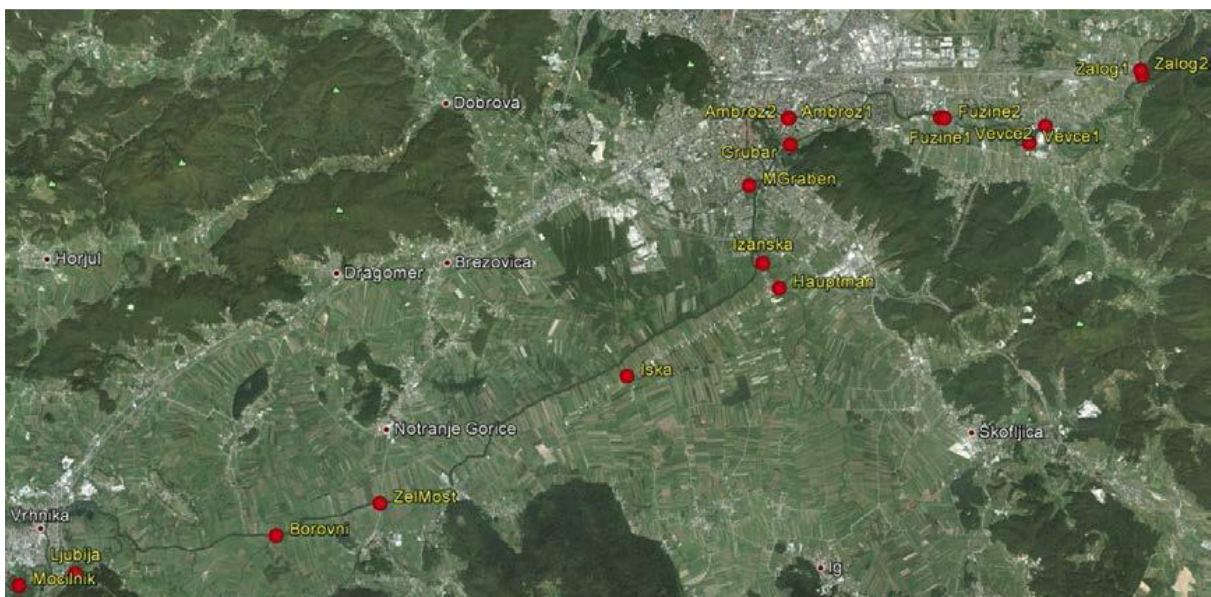 Zalog2
Zalog1
Dobrova
Ambroz2
Ambroz1
Fuzine2
Fuzine1
Vevce2
Vevce1
Grubar
MGraben
Izanska
Horjul
Dragomer
Brezovica
Hauptman
Iska
Notranje Gorice
Škofljica
ZelMost
Vrhnika
Borovni
Ljubija
Ig
Mocilnik